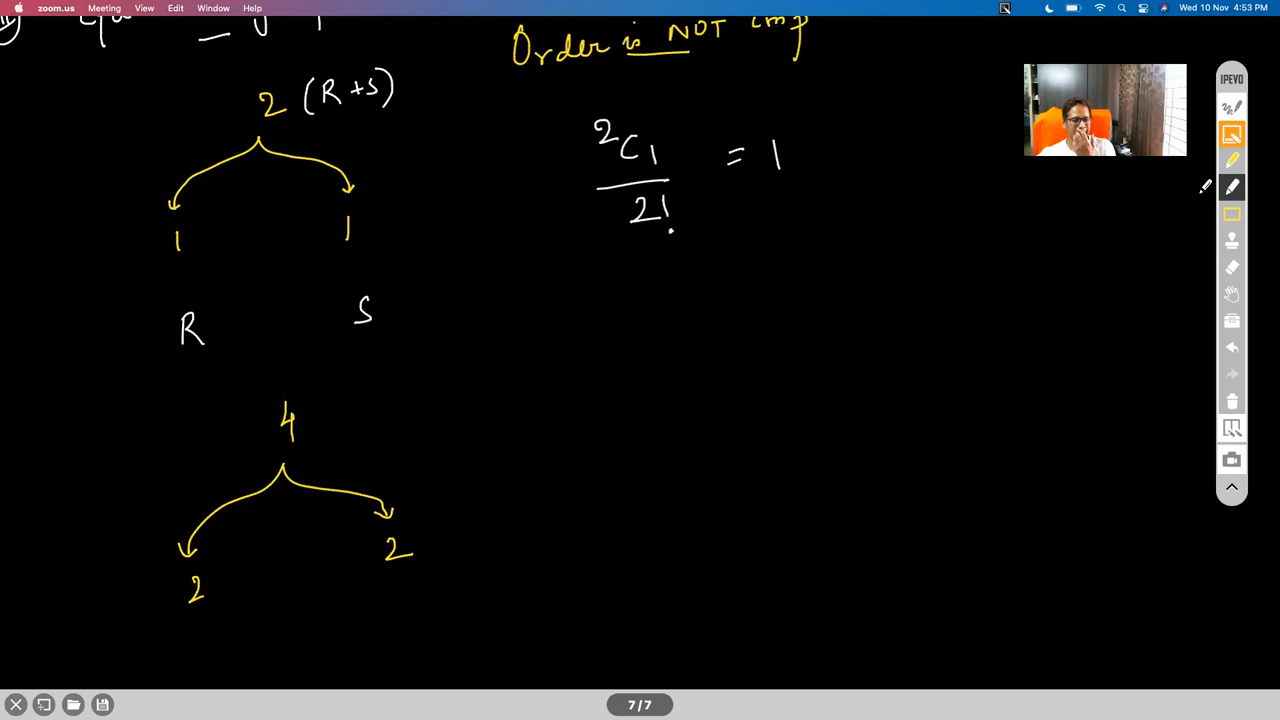 zoom.us Meeting View Edit Window Help Wed 10 Nov 4:53 PM
Order is NOT imp
IPEVO
2 (R+S)
1 1
R S
²C₁ / 2! = 1
4
2 2
7/7